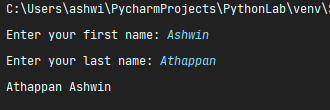 C:\Users\ashwi\PycharmProjects\PythonLab\venv\
Enter your first name: Ashwin
Enter your last name: Athappan
Athappan Ashwin